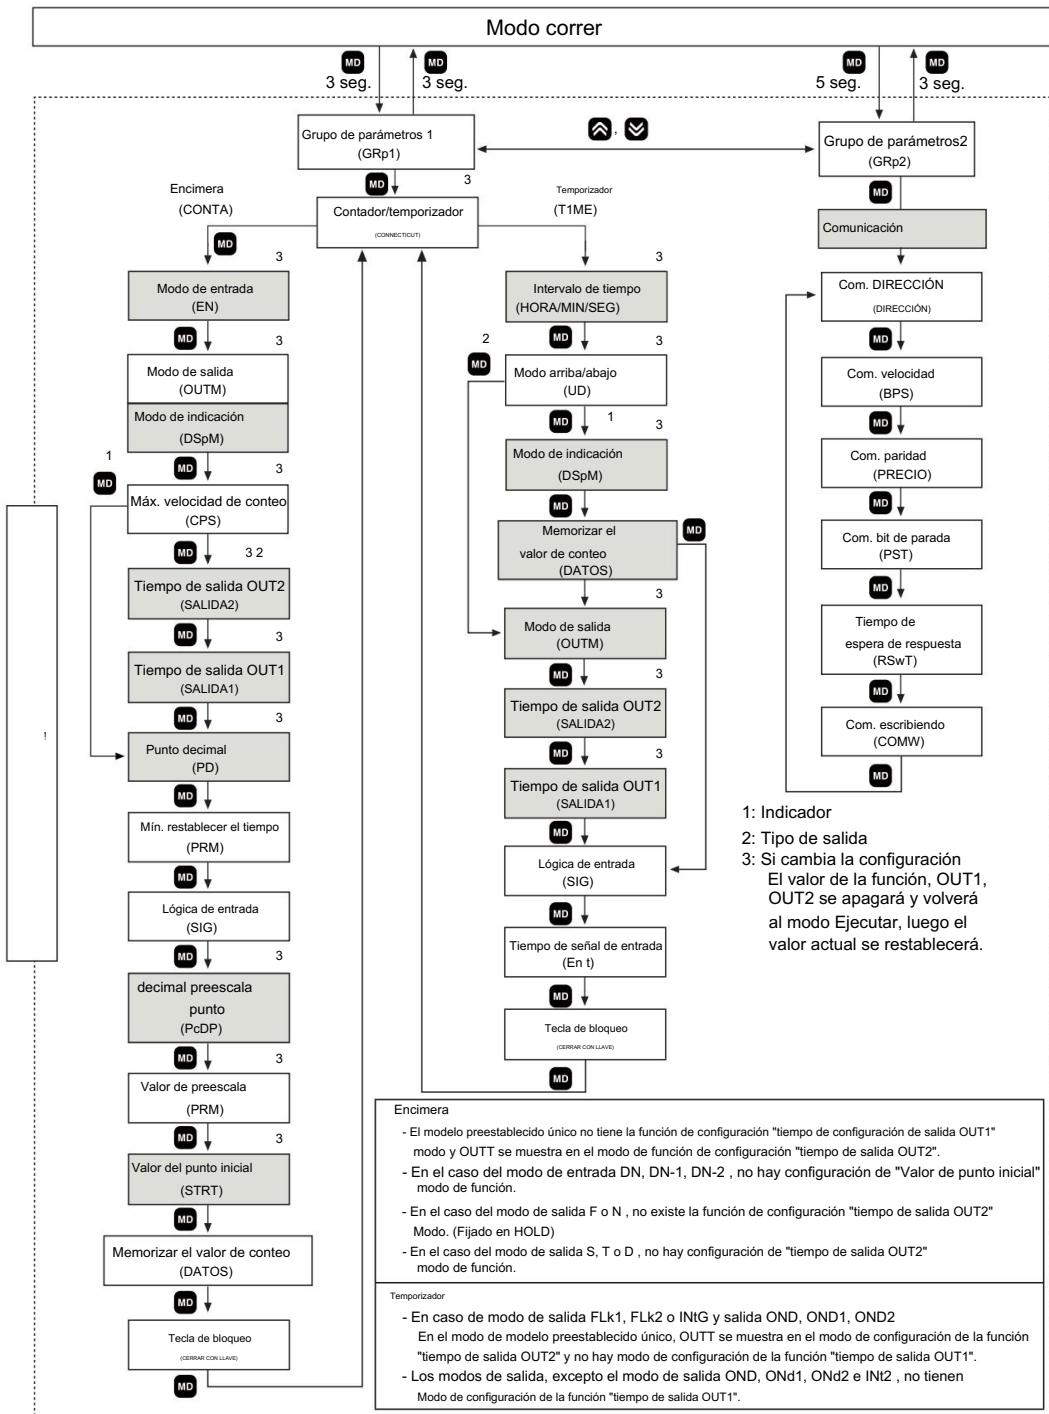 Modo correr
MD
3 seg.
MD
3 seg.
MD
5 seg.
MD
3 seg.
Grupo de parámetros 1
(GRp1)
,
Grupo de parámetros2
(GRp2)
MD
3
MD
Encimera
(CONTA)
Contador/temporizador
(CONNECTICUT)
Temporizador
(T1ME)
MD
3
Modo de entrada
(EN)
MD
3
Modo de salida
(OUTM)
Modo de indicación
(DSpM)
1
MD
MD
3
Máx. velocidad de conteo
(CPS)
MD
3 2
Tiempo de salida OUT2
(SALIDA2)
MD
3
Tiempo de salida OUT1
(SALIDA1)
MD
3
Punto decimal
(PD)
MD
Mín. restablecer el tiempo
(PRM)
MD
Lógica de entrada
(SIG)
MD
3
decimal preescala
punto
(PcDP)
MD
3
Valor de preescala
(PRM)
MD
3
Valor del punto inicial
(STRT)
MD
Memorizar el valor de conteo
(DATOS)
MD
Tecla de bloqueo
(CERRAR CON LLAVE)
MD
3
Intervalo de tiempo
(HORA/MIN/SEG)
2
MD
MD
3
Modo arriba/abajo
(UD)
MD
1
3
Modo de indicación
(DSpM)
MD
Memorizar el
valor de conteo
(DATOS)
MD
MD
3
Modo de salida
(OUTM)
MD
3
Tiempo de salida OUT2
(SALIDA2)
MD
3
Tiempo de salida OUT1
(SALIDA1)
MD
Lógica de entrada
(SIG)
MD
Tiempo de señal de entrada
(En t)
MD
Tecla de bloqueo
(CERRAR CON LLAVE)
MD
Comunicación
Com. DIRECCIÓN
(DIRECCIÓN)
MD
Com. velocidad
(BPS)
MD
Com. paridad
(PRECIO)
MD
Com. bit de parada
(PST)
MD
Tiempo de
espera de respuesta
(RSwT)
MD
Com. escribiendo
(COMW)
MD
1: Indicador
2: Tipo de salida
3: Si cambia la configuración
El valor de la función, OUT1,
OUT2 se apagará y volverá
al modo Ejecutar, luego el
valor actual se restablecerá.
Encimera
- El modelo preestablecido único no tiene la función de configuración "tiempo de configuración de salida OUT1"
modo y OUTT se muestra en el modo de función de configuración "tiempo de salida OUT2".
- En el caso del modo de entrada DN, DN-1, DN-2 , no hay configuración de "Valor de punto inicial"
modo de función.
- En el caso del modo de salida F o N , no existe la función de configuración "tiempo de salida OUT2"
Modo. (Fijado en HOLD)
- En el caso del modo de salida S, T o D , no hay configuración de "tiempo de salida OUT2"
modo de función.
Temporizador
- En caso de modo de salida FLk1, FLk2 o INtG y salida OND, OND1, OND2
En el modo de modelo preestablecido único, OUTT se muestra en el modo de configuración de la función
"tiempo de salida OUT2" y no hay modo de configuración de la función "tiempo de salida OUT1".
- Los modos de salida, excepto el modo de salida OND, ONd1, ONd2 e INt2 , no tienen
Modo de configuración de la función "tiempo de salida OUT1".